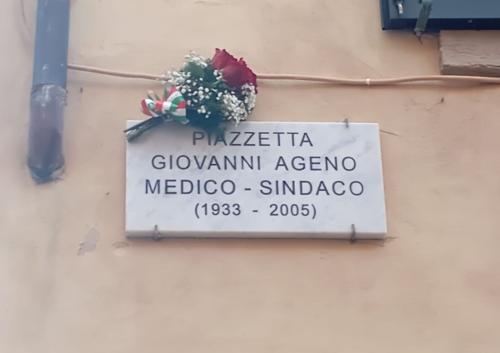 PIAZZETTA
GIOVANNI AGENO
MEDICO - SINDACO
(1933 - 2005)